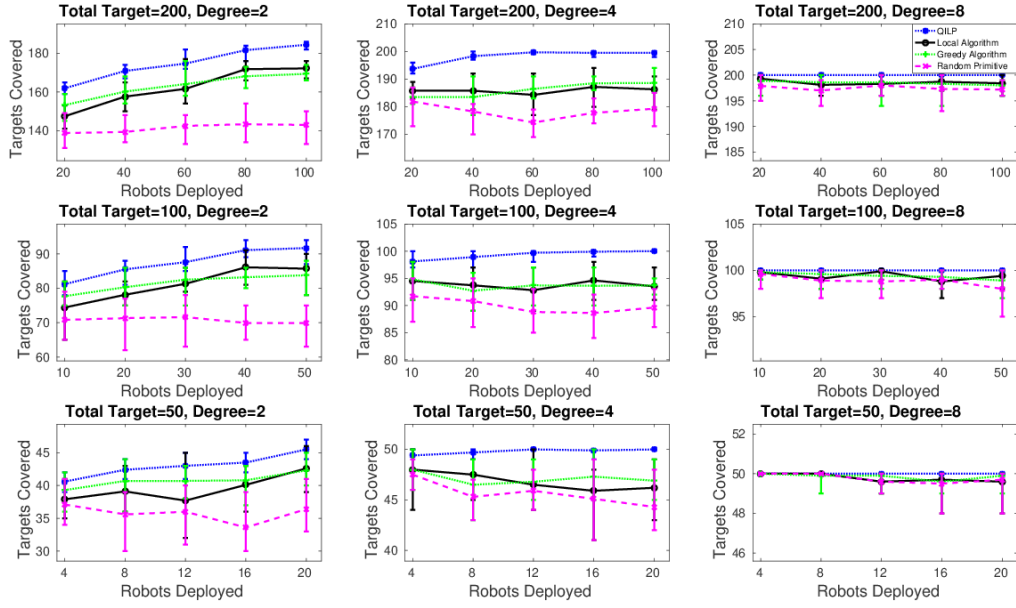 Total Target=200, Degree=2
Targets Covered
180
160
140
20 40 60 80 100
Robots Deployed
Total Target=200, Degree=4
Targets Covered
210
200
190
180
170
20 40 60 80 100
Robots Deployed
Total Target=200, Degree=8
Targets Covered
210
205
200
195
190
185
20 40 60 80 100
Robots Deployed
QILP
Local Algorithm
Greedy Algorithm
Random Primitive
Total Target=100, Degree=2
Targets Covered
90
80
70
60
10 20 30 40 50
Robots Deployed
Total Target=100, Degree=4
Targets Covered
105
100
95
90
85
80
10 20 30 40 50
Robots Deployed
Total Target=100, Degree=8
Targets Covered
105
100
95
10 20 30 40 50
Robots Deployed
Total Target=50, Degree=2
Targets Covered
45
40
35
30
4 8 12 16 20
Robots Deployed
Total Target=50, Degree=4
Targets Covered
50
45
40
4 8 12 16 20
Robots Deployed
Total Target=50, Degree=8
Targets Covered
52
50
48
46
4 8 12 16 20
Robots Deployed